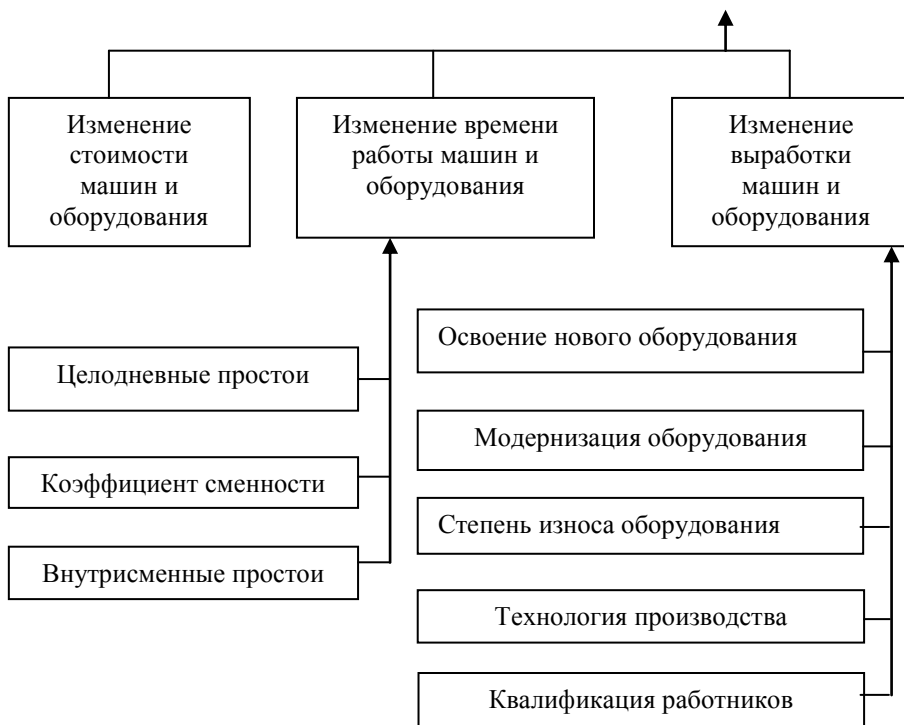 Изменение
стоимости
машин и
оборудования
Изменение времени
работы машин и
оборудования
Изменение
выработки
машин и
оборудования
Целодневные простои
Коэффициент сменности
Внутрисменные простои
Освоение нового оборудования
Модернизация оборудования
Степень износа оборудования
Технология производства
Квалификация работников